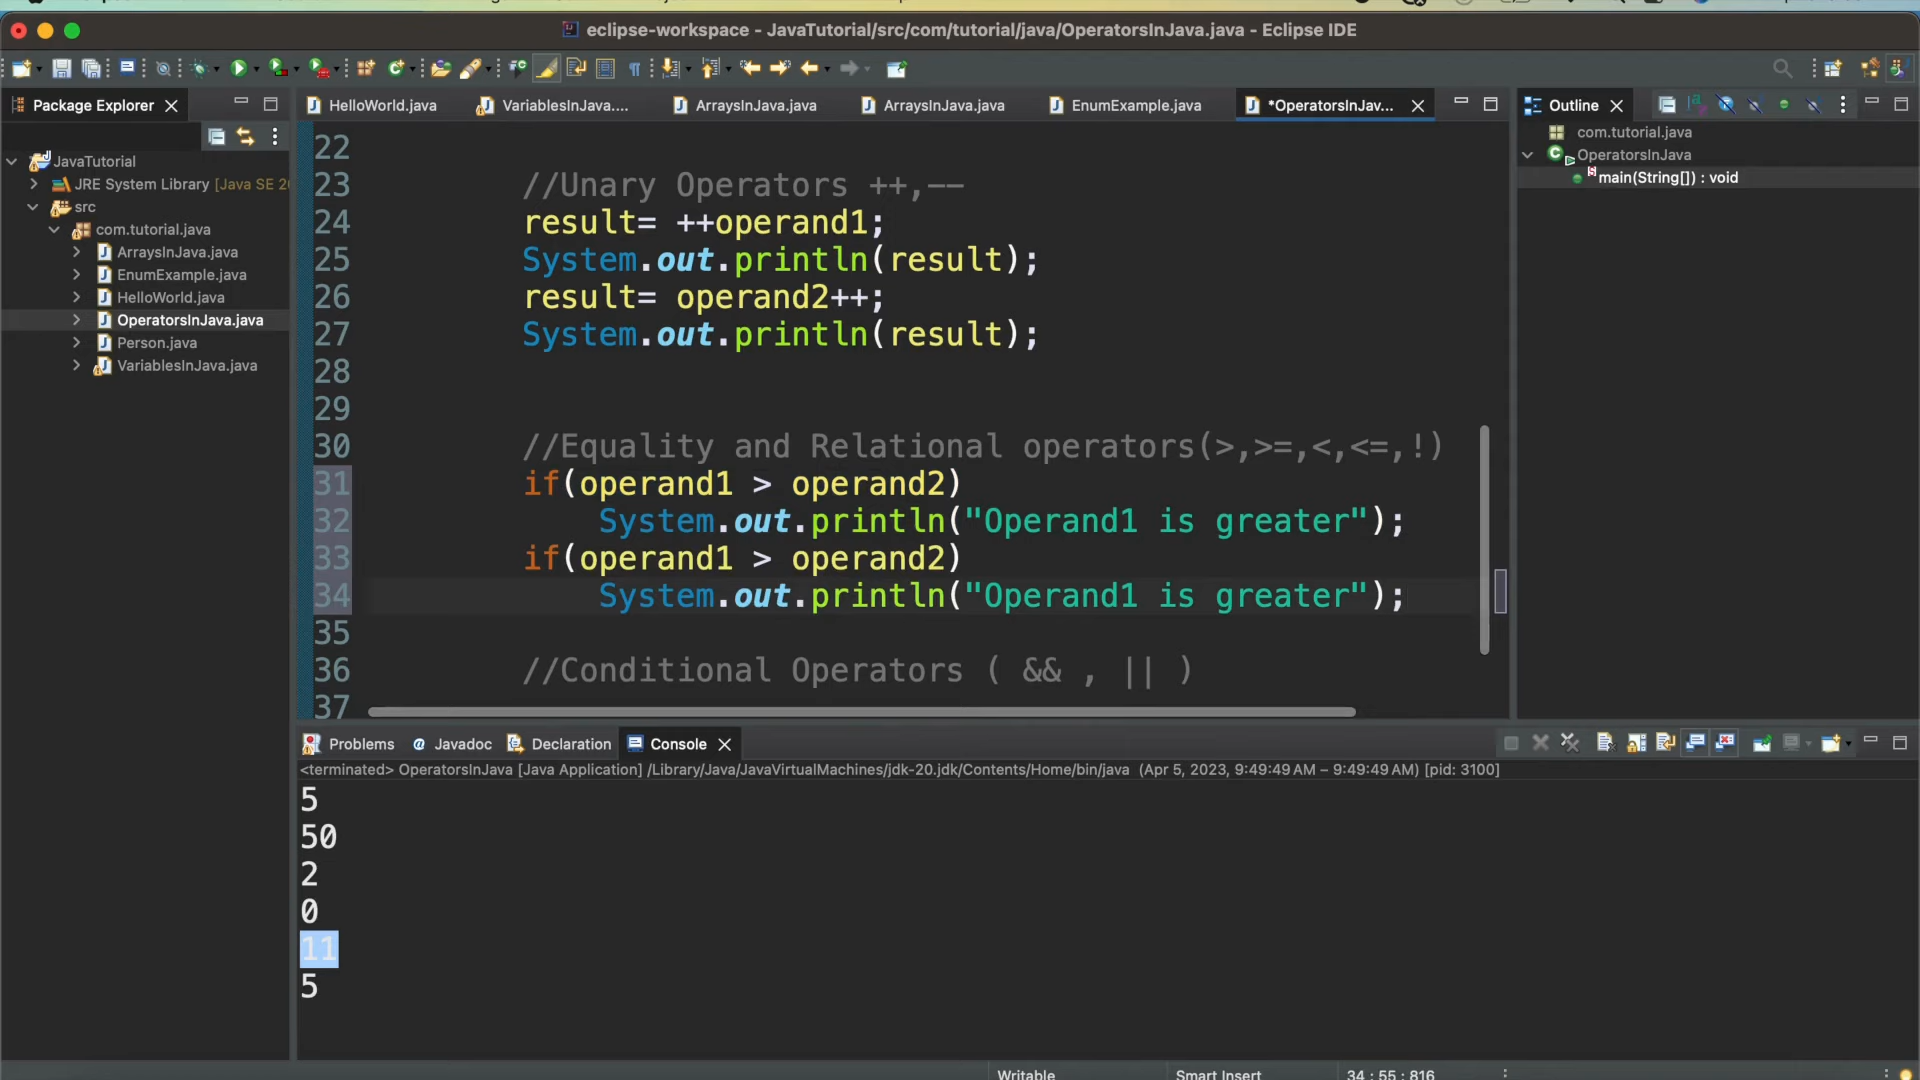 eclipse-workspace - JavaTutorial/src/com/tutorial/java/OperatorsInJava.java - Eclipse IDE
Package Explorer
HelloWorld.java
VariablesInJava....
ArraysInJava.java
ArraysInJava.java
EnumExample.java
*OperatorsInJav...
Outline
JavaTutorial
JRE System Library [Java SE 20
src
com.tutorial.java
ArraysInJava.java
EnumExample.java
HelloWorld.java
OperatorsInJava.java
Person.java
VariablesInJava.java
22
23 //Unary Operators ++,--
24 result= ++operand1;
25 System.out.println(result);
26 result= operand2++;
27 System.out.println(result);
28
29
30 //Equality and Relational operators(>,>=,<,<=,!)
31 if(operand1 > operand2)
32 System.out.println("Operand1 is greater");
33 if(operand1 > operand2)
34 System.out.println("Operand1 is greater");
35
36 //Conditional Operators ( && , || )
37
com.tutorial.java
OperatorsInJava
main(String[]) : void
Problems
@ Javadoc
Declaration
Console
<terminated> OperatorsInJava [Java Application] /Library/Java/JavaVirtualMachines/jdk-20.jdk/Contents/Home/bin/java (Apr 5, 2023, 9:49:49 AM – 9:49:49 AM) [pid: 3100]
5
50
2
0
11
5
Writable
Smart Insert
34 : 55 : 816